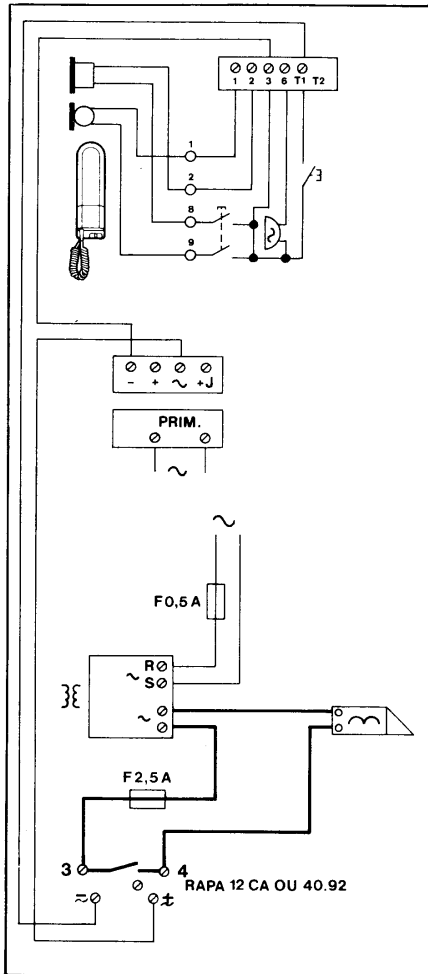 1 2 3 6 T1 T2
1
2
8
9
- + ~ +J
PRIM.
~
~
F0,5A
R
~ S
~
F2,5A
3 4
RAPA 12 CA OU 40.92